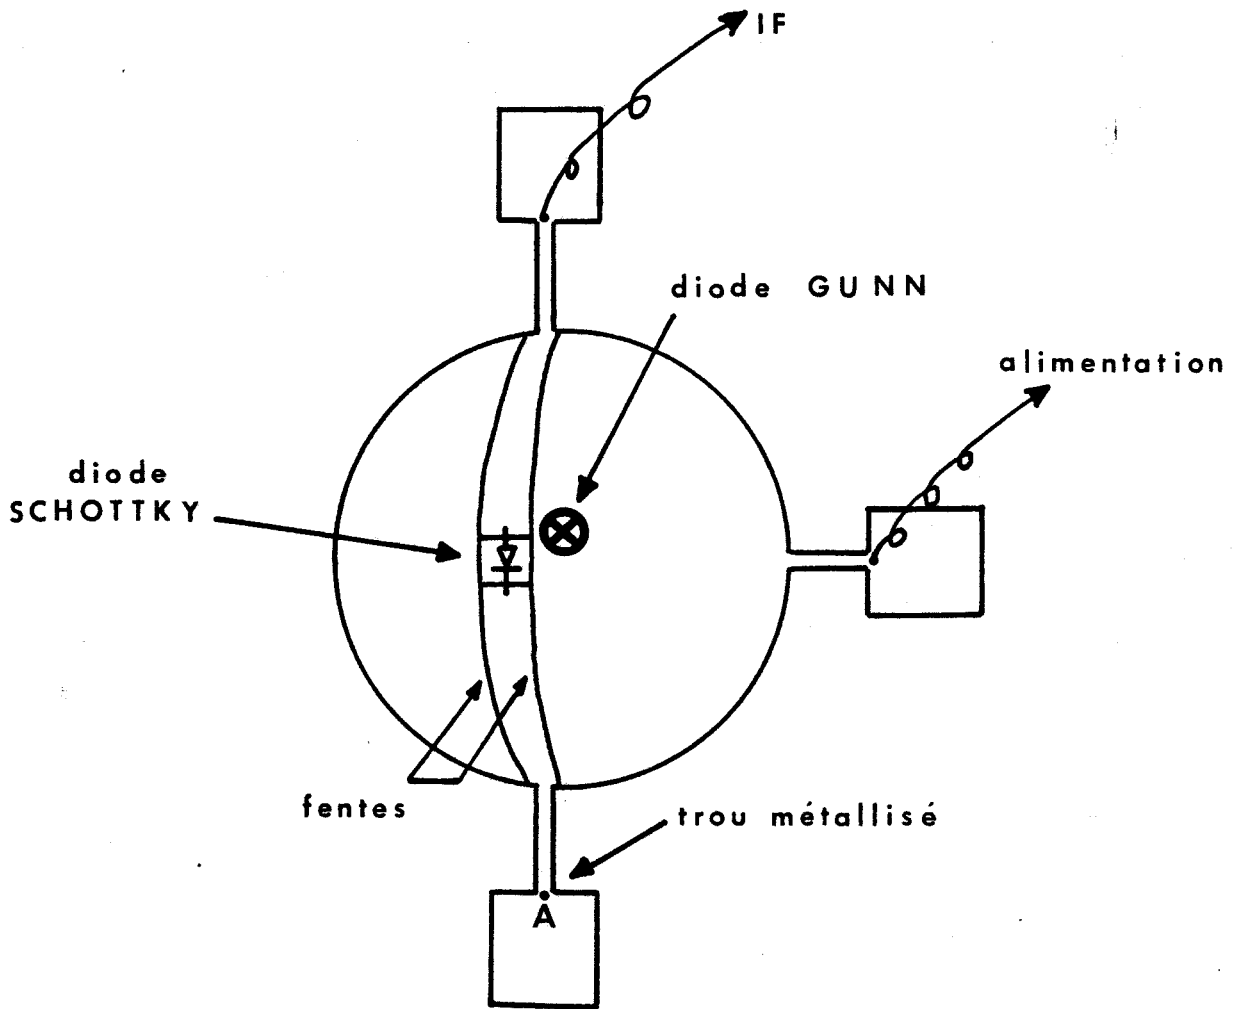 IF
diode GUNN
alimentation
diode
SCHOTTKY
fentes
trou métallisé
A